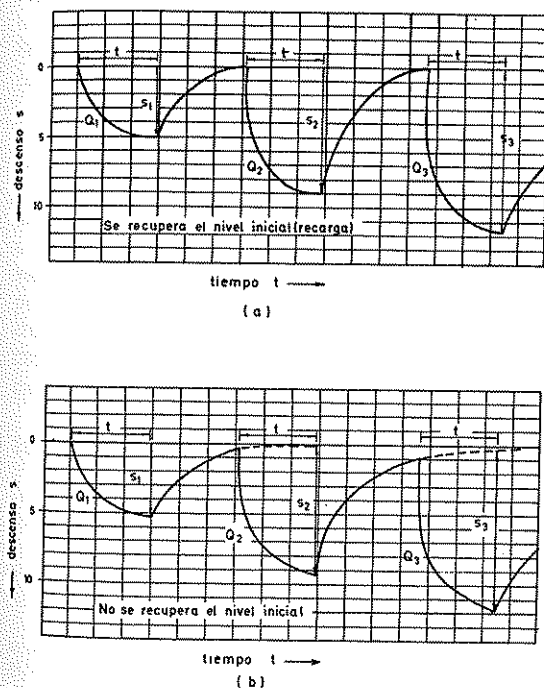 t t t
0
s1 s2 s3
Q1 Q2 Q3
5
10
descenso s
Se recupera el nivel inicial (recarga)
tiempo t
(a)
t t t
0
s1 s2 s3
Q1 Q2 Q3
5
10
descenso s
No se recupera el nivel inicial
tiempo t
(b)